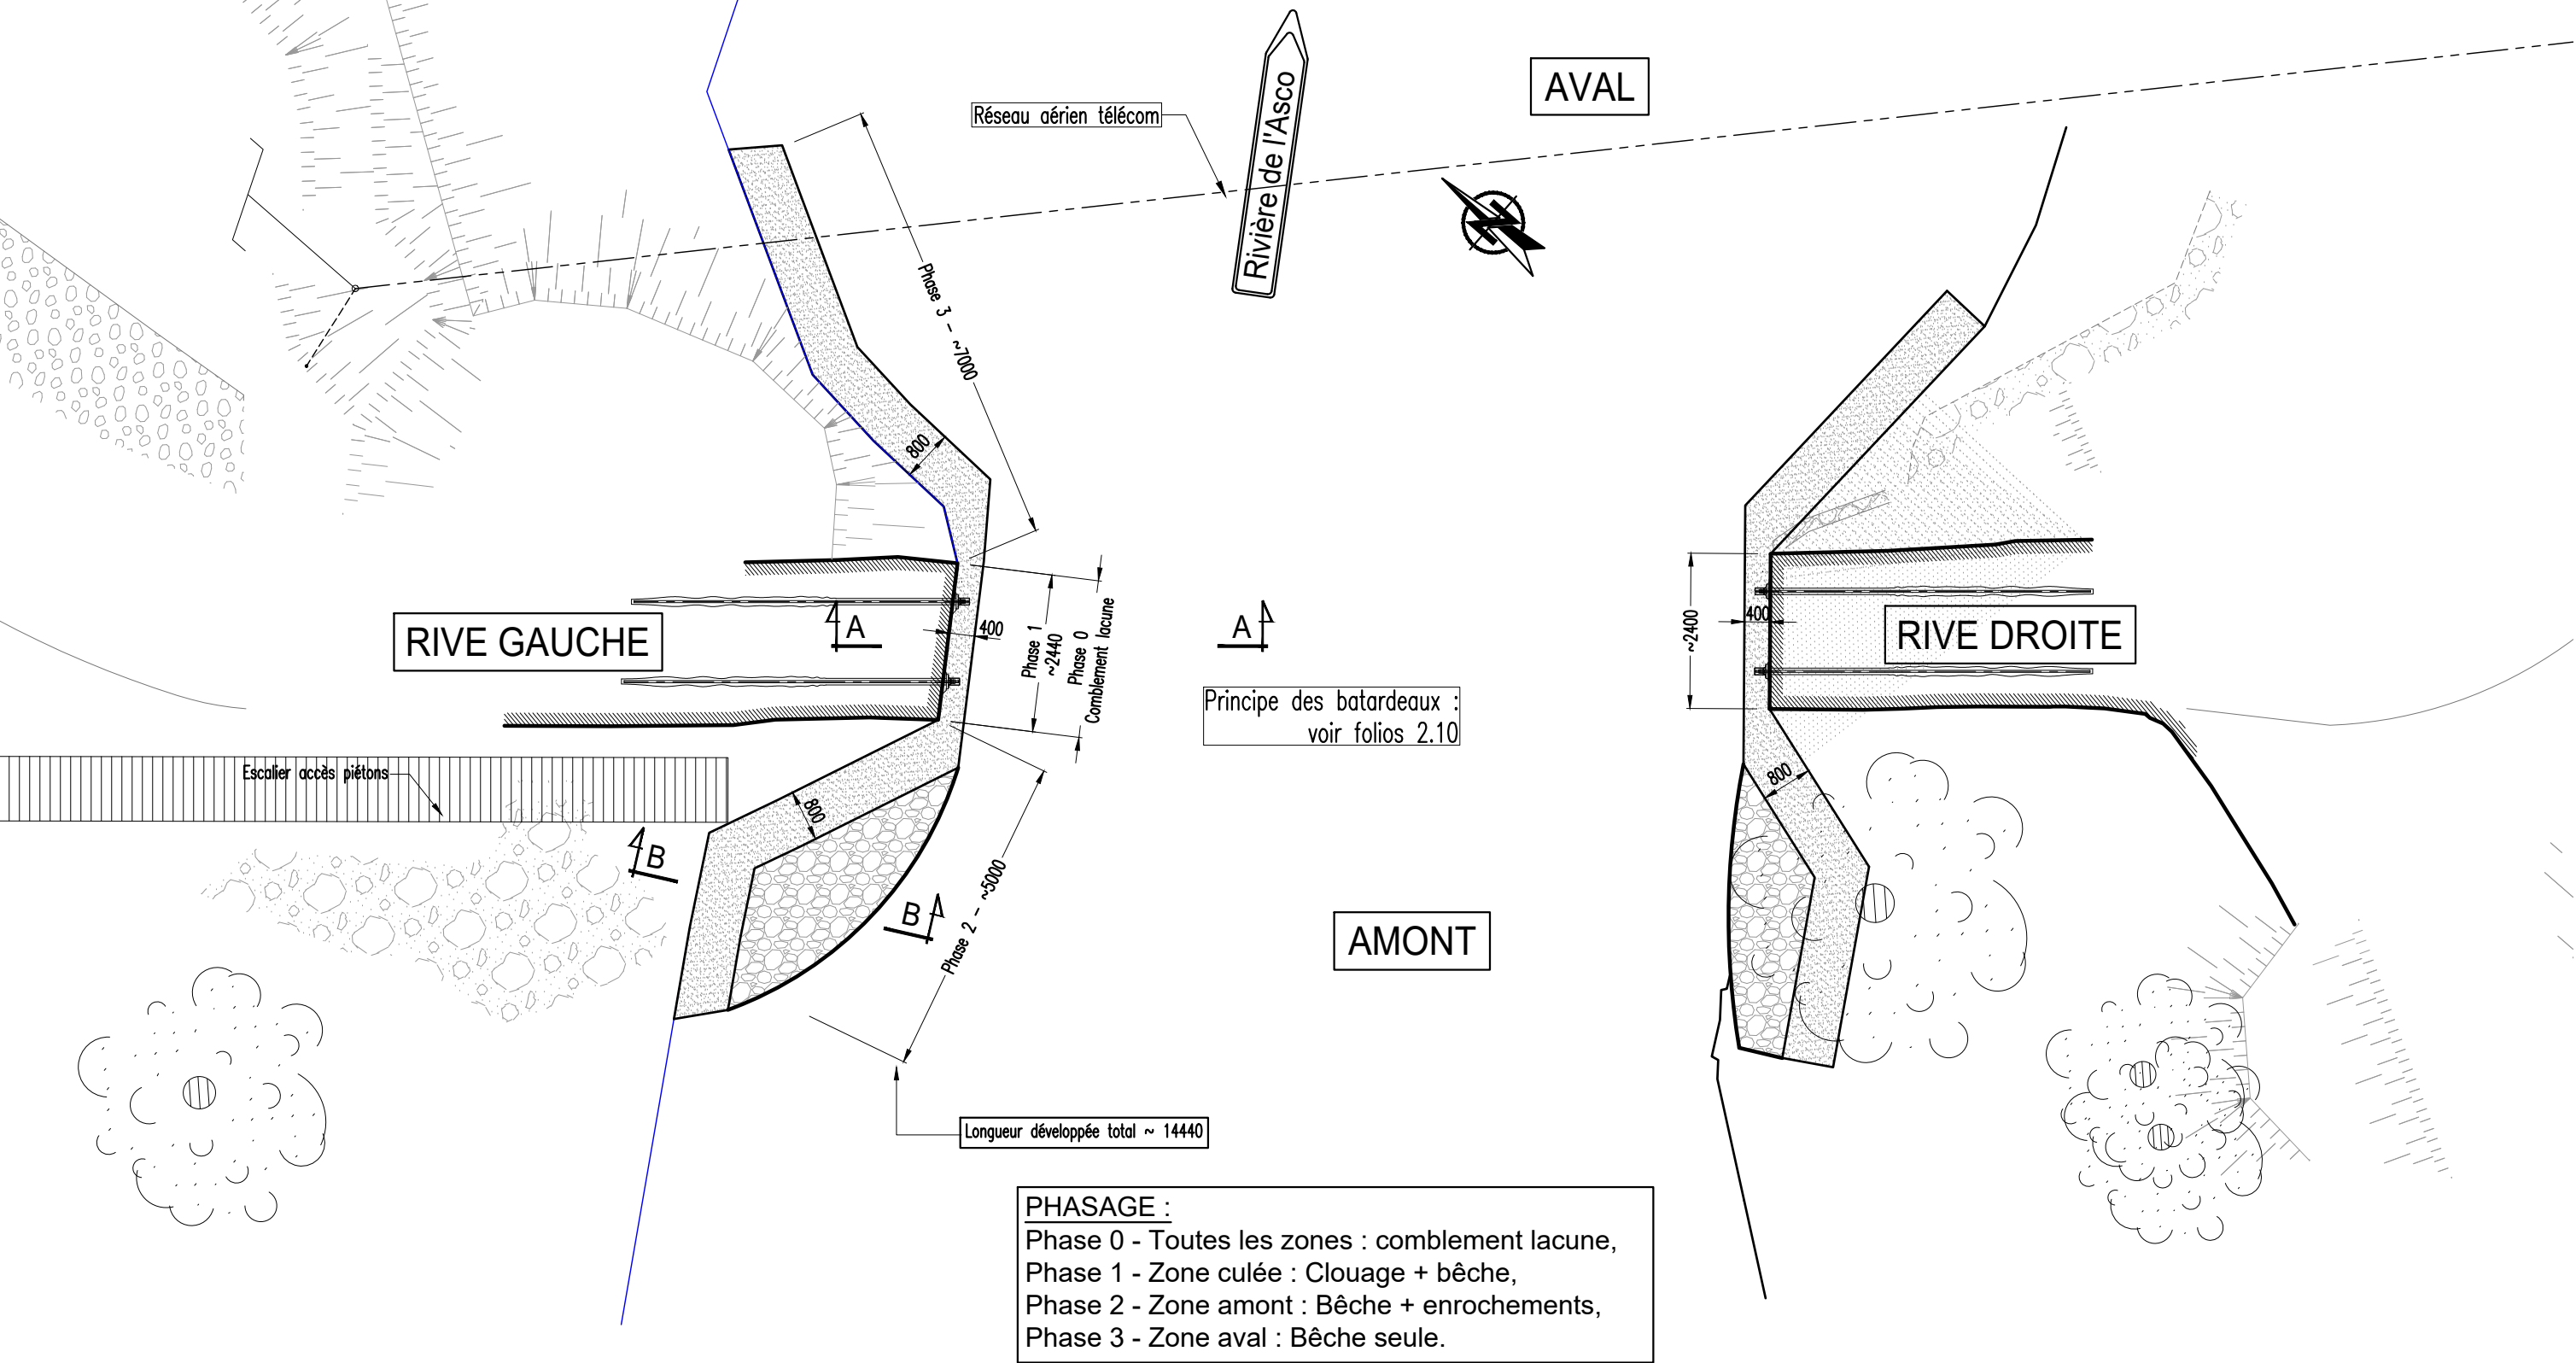 AVAL
Réseau aérien télécom
Rivière de l'Asco
Phase 3 - ~7000
800
RIVE GAUCHE
A
400
Phase 1
~2440
Phase 0
Comblement lacune
A
~2400
400
RIVE DROITE
Principe des batardeaux :
voir folios 2.10
Escalier accès piétons
800
800
B
B
Phase 2 - ~5000
AMONT
Longueur développée total ~ 14440
PHASAGE :
Phase 0 - Toutes les zones : comblement lacune,
Phase 1 - Zone culée : Clouage + bêche,
Phase 2 - Zone amont : Bêche + enrochements,
Phase 3 - Zone aval : Bêche seule.